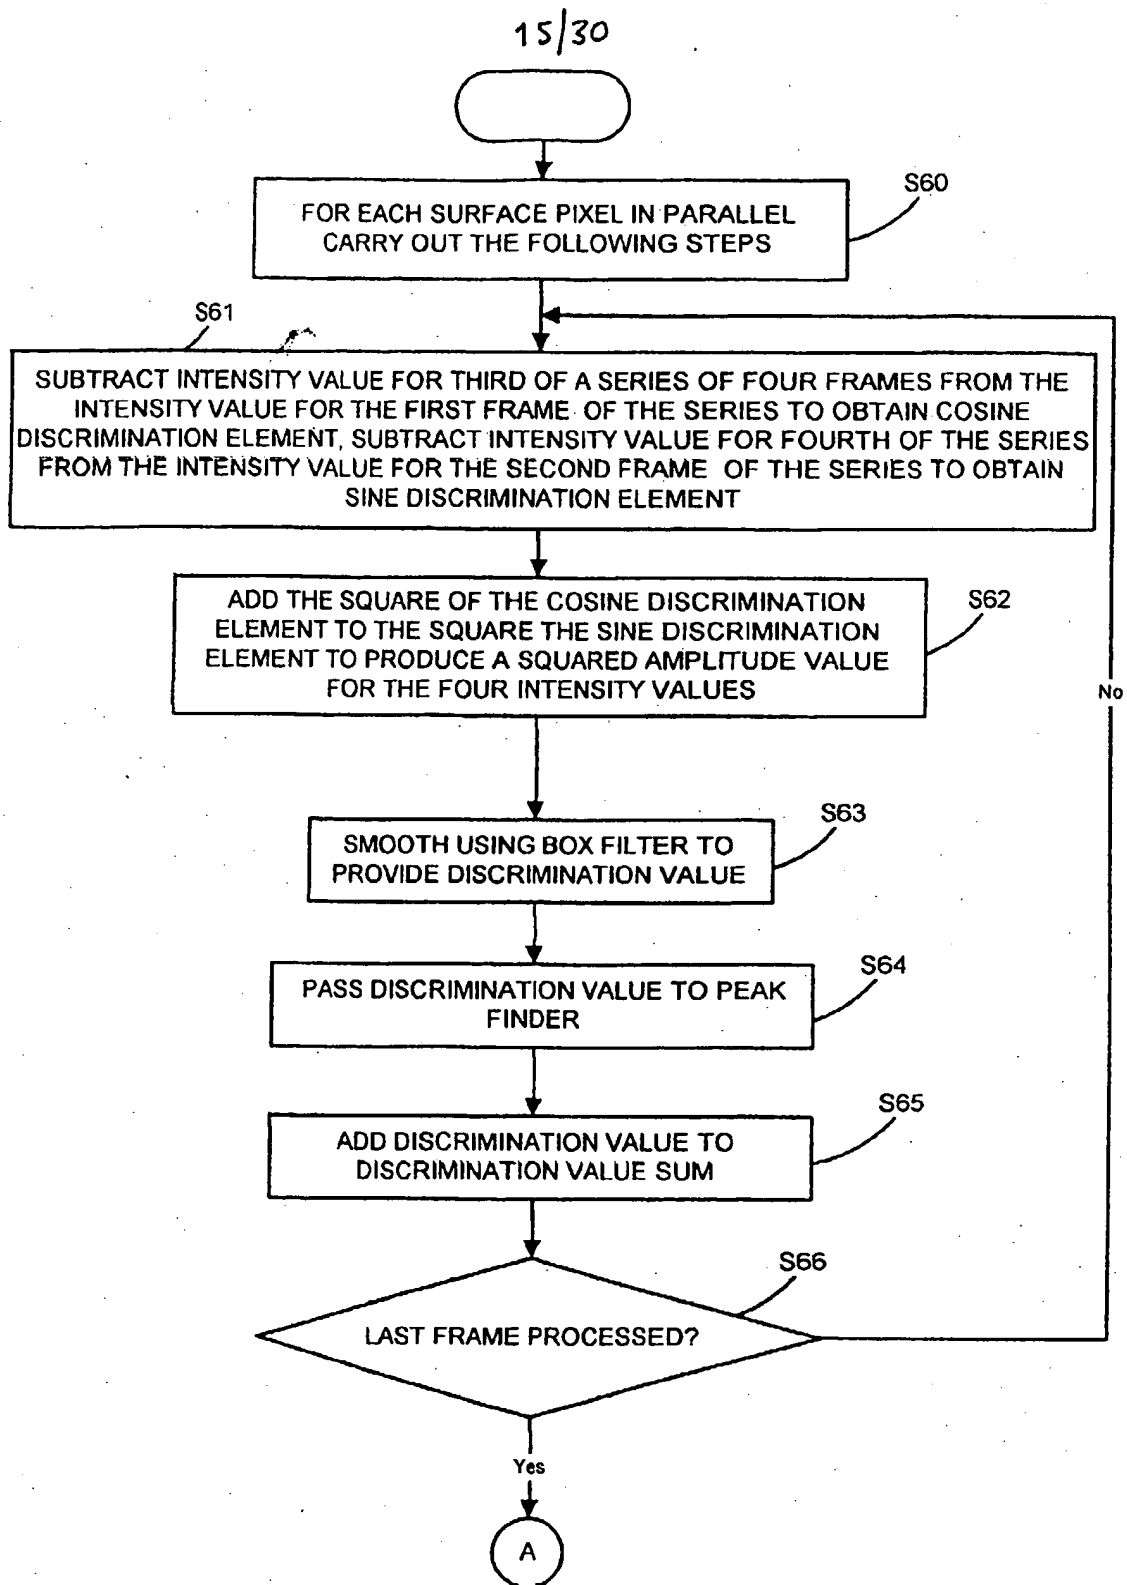 15/30
S60
FOR EACH SURFACE PIXEL IN PARALLEL
CARRY OUT THE FOLLOWING STEPS
S61
SUBTRACT INTENSITY VALUE FOR THIRD OF A SERIES OF FOUR FRAMES FROM THE
INTENSITY VALUE FOR THE FIRST FRAME OF THE SERIES TO OBTAIN COSINE
DISCRIMINATION ELEMENT, SUBTRACT INTENSITY VALUE FOR FOURTH OF THE SERIES
FROM THE INTENSITY VALUE FOR THE SECOND FRAME OF THE SERIES TO OBTAIN
SINE DISCRIMINATION ELEMENT
S62
ADD THE SQUARE OF THE COSINE DISCRIMINATION
ELEMENT TO THE SQUARE THE SINE DISCRIMINATION
ELEMENT TO PRODUCE A SQUARED AMPLITUDE VALUE
FOR THE FOUR INTENSITY VALUES
No
S63
SMOOTH USING BOX FILTER TO
PROVIDE DISCRIMINATION VALUE
S64
PASS DISCRIMINATION VALUE TO PEAK
FINDER
S65
ADD DISCRIMINATION VALUE TO
DISCRIMINATION VALUE SUM
S66
LAST FRAME PROCESSED?
Yes
A